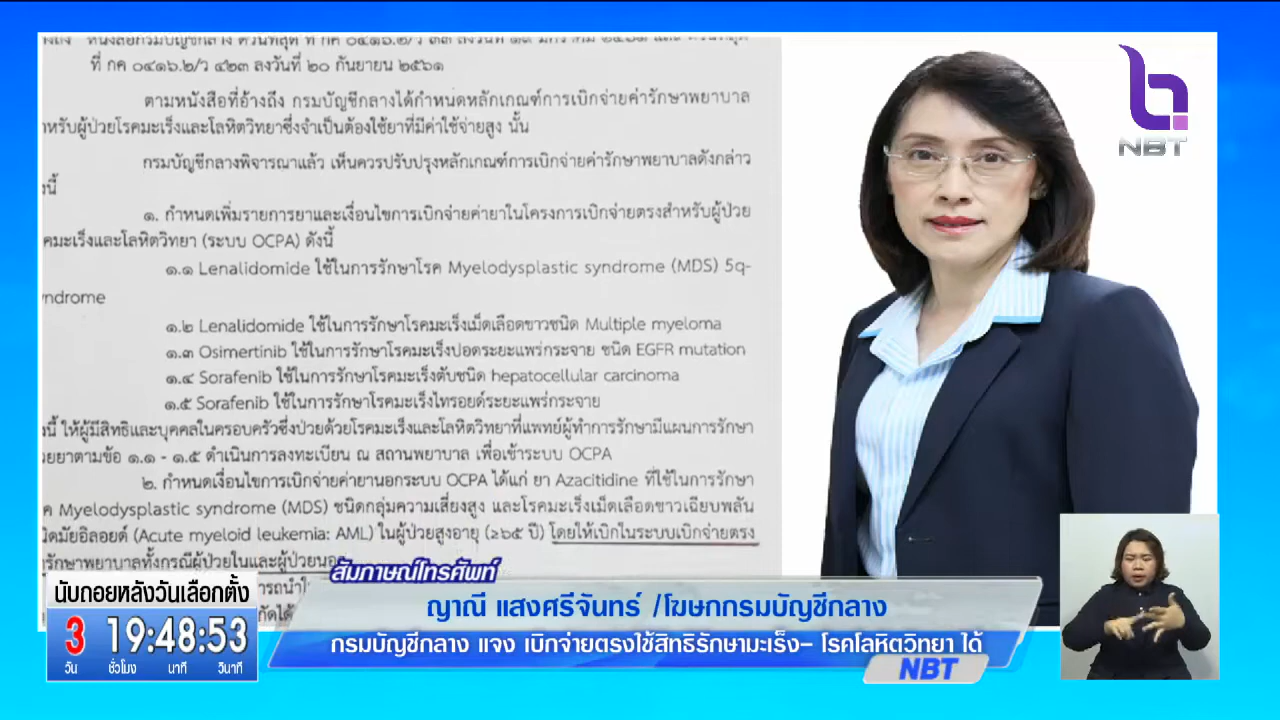 ที่ กค ๐๔๑๖.๒/ว ๔๒๓ ลงวันที่ ๒๐ กันยายน ๒๕๖๑
ตามหนังสือที่อ้างถึง กรมบัญชีกลางได้กำหนดหลักเกณฑ์การเบิกจ่ายค่ารักษาพยาบาล
หรับผู้ป่วยโรคมะเร็งและโลหิตวิทยาซึ่งจำเป็นต้องใช้ยาที่มีค่าใช้จ่ายสูง นั้น
กรมบัญชีกลางพิจารณาแล้ว เห็นควรปรับปรุงหลักเกณฑ์การเบิกจ่ายค่ารักษาพยาบาลดังกล่าว
งนี้
๑. กำหนดเพิ่มรายการยาและเงื่อนไขการเบิกจ่ายค่ายาในโครงการเบิกจ่ายตรงสำหรับผู้ป่วย
คมะเร็งและโลหิตวิทยา (ระบบ OCPA) ดังนี้
๑.๑ Lenalidomide ใช้ในการรักษาโรค Myelodysplastic syndrome (MDS) 5q-
yndrome
๑.๒ Lenalidomide ใช้ในการรักษาโรคมะเร็งเม็ดเลือดขาวชนิด Multiple myeloma
๑.๓ Osimertinib ใช้ในการรักษาโรคมะเร็งปอดระยะแพร่กระจาย ชนิด EGFR mutation
๑.๔ Sorafenib ใช้ในการรักษาโรคมะเร็งตับชนิด hepatocellular carcinoma
๑.๕ Sorafenib ใช้ในการรักษาโรคมะเร็งไทรอยด์ระยะแพร่กระจาย
งนี้ ให้ผู้มีสิทธิและบุคคลในครอบครัวซึ่งป่วยด้วยโรคมะเร็งและโลหิตวิทยาที่แพทย์ผู้ทำการรักษามีแผนการรักษา
วยยาตามข้อ ๑.๑ - ๑.๕ ดำเนินการลงทะเบียน ณ สถานพยาบาล เพื่อเข้าระบบ OCPA
๒. กำหนดเงื่อนไขการเบิกจ่ายค่ายานอกระบบ OCPA ได้แก่ ยา Azacitidine ที่ใช้ในการรักษา
ค Myelodysplastic syndrome (MDS) ชนิดกลุ่มความเสี่ยงสูง และโรคมะเร็งเม็ดเลือดขาวเฉียบพลัน
นิดมัยอิลอยด์ (Acute myeloid leukemia: AML) ในผู้ป่วยสูงอายุ (≥๖๕ ปี) โดยให้เบิกในระบบเบิกจ่ายตรง
ารักษาพยาบาลทั้งกรณีผู้ป่วยในและผู้ป่วยนอก
NBT
สัมภาษณ์โทรศัพท์
ญาณี แสงศรีจันทร์ /โฆษกกรมบัญชีกลาง
กรมบัญชีกลาง แจง เบิกจ่ายตรงใช้สิทธิรักษามะเร็ง- โรคโลหิตวิทยา ได้
NBT
นับถอยหลังวันเลือกตั้ง
3 19:48:53
วัน ชั่วโมง นาที วินาที